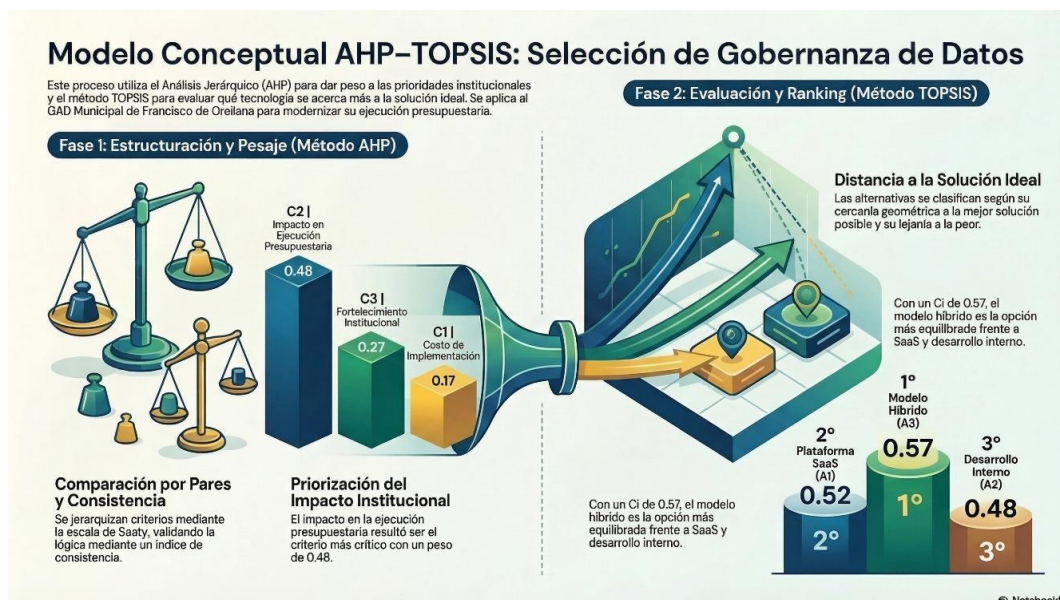 Modelo Conceptual AHP–TOPSIS: Selección de Gobernanza de Datos
Este proceso utiliza el Análisis Jerárquico (AHP) para dar peso a las prioridades institucionales
y el método TOPSIS para evaluar qué tecnología se acerca más a la solución ideal. Se aplica al
GAD Municipal de Francisco de Oreilana para modernizar su ejecución presupuestaria.
Fase 1: Estructuración y Pesaje (Método AHP)
C2 |
Impacto en
Ejecución
Presupuestaria
0.48
C3 |
Fortelecimiento
Institucional
0.27
C1 |
Costo de
Implementación
0.17
Comparación por Pares
y Consistencia
Se jerarquizan criterios mediante
la escala de Saaty, validando la
lógica mediante un índice de
consistencia.
Priorización del
Impacto Institucional
El impacto en la ejecución
presupuestaria resultó ser el
criterio más crítico con un peso
de 0.48.
Fase 2: Evaluación y Ranking (Método TOPSIS)
Distancia a la Solución Ideal
Las alternativas se clasifican según su
cercanla geométrica a la mejor solución
posible y su lejanía a la peor.
Con un Ci de 0.57, el
modelo híbrido es la opción
más equillbrada frente a
SaaS y desarrollo interno.
Con un Ci de 0.57, el modelo
híbrido es la opción más
equilibrada frente a SaaS y
desarrollo interno.
2°
Plataforma
SaaS
(A1)
0.52
2°
1°
Modelo
Híbrido
(A3)
0.57
1°
3°
Desarrollo
Interno
(A2)
0.48
3°